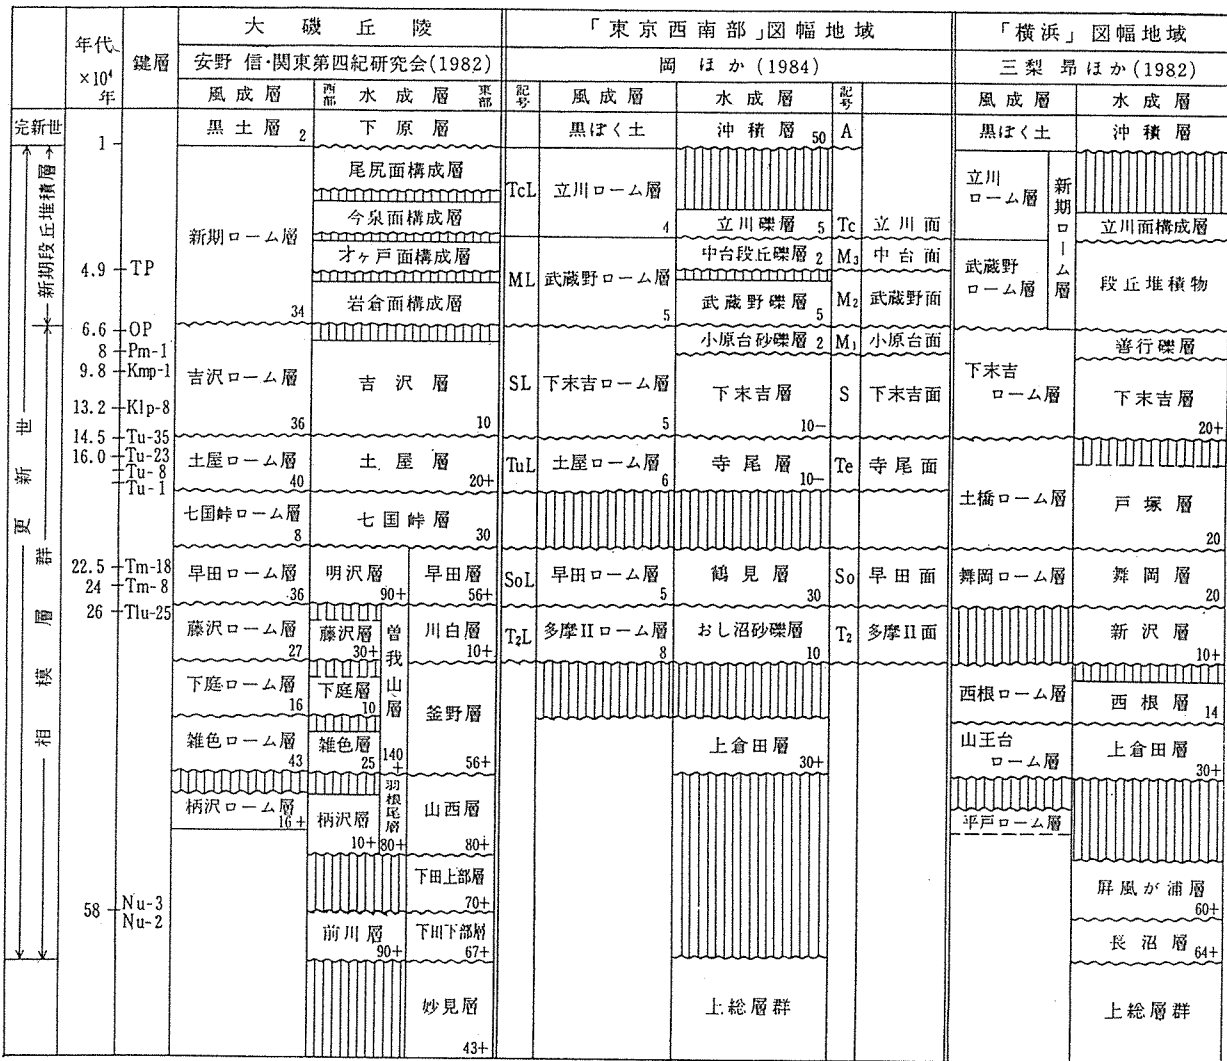 年代 ×10⁴ 年
鍵層
大磯丘陵
安野 信・関東第四紀研究会(1982)
風成層
西部 水成層 東部
「東京西南部」図幅地域
岡 ほか (1984)
記号
風成層
水成層
記号
「横浜」図幅地域
三梨 昂ほか(1982)
風成層
水成層
完新世
更新世
新期段丘堆積層
相模層群
1
4.9
6.6
8
9.8
13.2
14.5
16.0
22.5
24
26
58
TP
OP
Pm-1
Kmp-1
Klp-8
Tu-35
Tu-23
Tu-8
Tu-1
Tm-18
Tm-8
Tlu-25
Nu-3
Nu-2
黒土層 2
新期ローム層 34
吉沢ローム層 36
土屋ローム層 40
七国峠ローム層 8
早田ローム層 36
藤沢ローム層 27
下庭ローム層 16
雑色ローム層 43
柄沢ローム層 16+
下原層
尾尻面構成層
今泉面構成層
才ヶ戸面構成層
岩倉面構成層
吉沢層 10
土屋層 20+
七国峠層 30
明沢層 90+
藤沢層 30+
下庭層 10
雑色層 25
柄沢層 10+
前川層 90+
曽我山層 140+
羽根尾層 80+
早田層 56+
川白層 10+
釜野層 56+
山西層 80+
下田上部層 70+
下田下部層 67+
妙見層 43+
TcL
ML
SL
TuL
SoL
T₂L
黒ぼく土
立川ローム層 4
武蔵野ローム層 5
下末吉ローム層 5
土屋ローム層 6
早田ローム層 5
多摩IIローム層 8
沖積層 50
立川礫層 5
中台段丘礫層 2
武蔵野礫層 5
小原台砂礫層 2
下末吉層 10−
寺尾層 10−
鶴見層 30
おし沼砂礫層 10
上倉田層 30+
上総層群
A
Tc 立川面
M₃ 中台面
M₂ 武蔵野面
M₁ 小原台面
S 下末吉面
Te 寺尾面
So 早田面
T₂ 多摩II面
黒ぼく土
立川ローム層
武蔵野ローム層
新期ローム層
下末吉ローム層
土橋ローム層
舞岡ローム層
西根ローム層
山王台ローム層
平戸ローム層
沖積層
立川面構成層
段丘堆積物
善行礫層
下末吉層 20+
戸塚層 20
舞岡層 20
新沢層 10+
西根層 14
上倉田層 30+
屏風が浦層 60+
長沼層 64+
上総層群